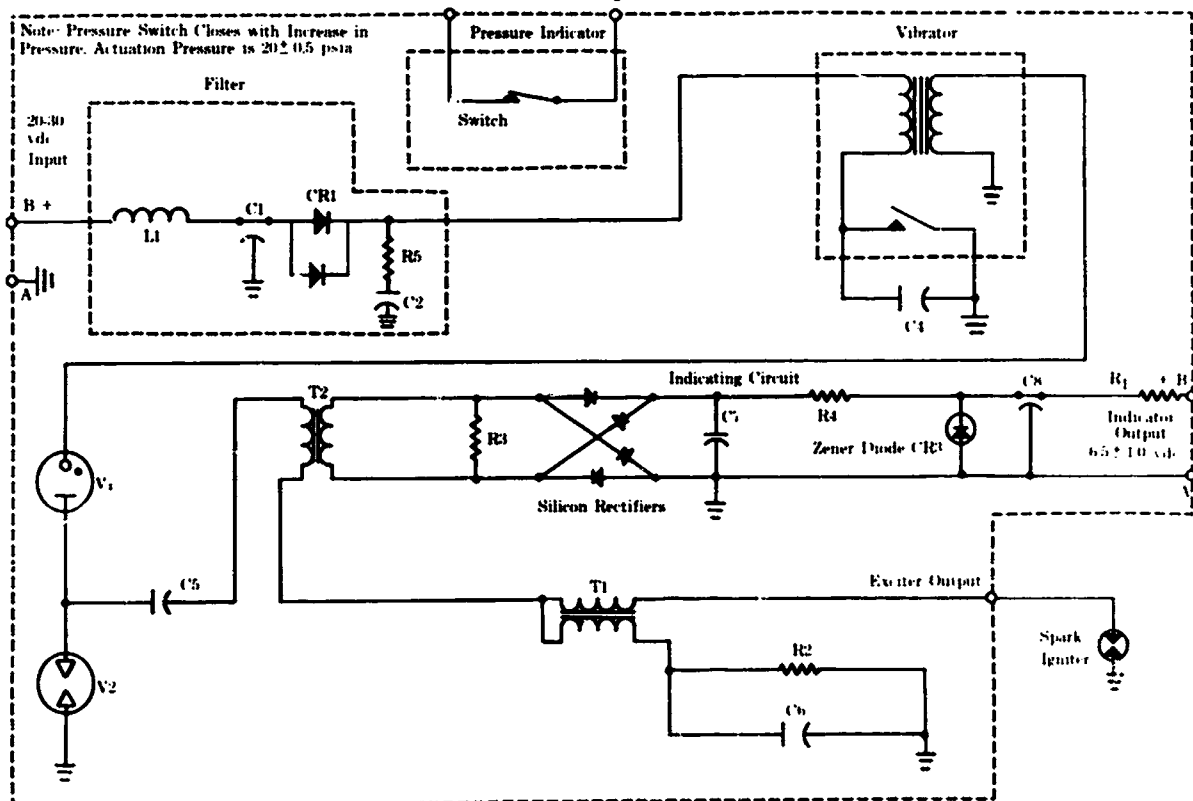 Note: Pressure Switch Closes with Increase in
Pressure. Actuation Pressure is 20 ± 0.5 psia
Pressure Indicator
Switch
Vibrator
Filter
20-30
vdc
Input
B +
A
L1
C1
CR1
R5
C2
C4
T2
R3
Silicon Rectifiers
Indicating Circuit
C7
R4
Zener Diode CR3
C8
R1
+ B
Indicator
Output
6.5 ± 1.0 vdc
A
V1
C5
V2
T1
Exciter Output
R2
C6
Spark
Igniter